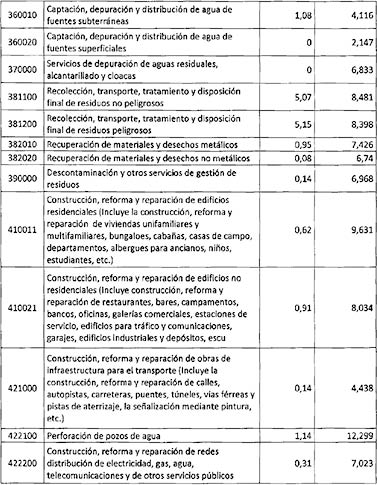 360010 Captación, depuración y distribución de agua de fuentes subterráneas 1,08 4,116
360020 Captación, depuración y distribución de agua de fuentes superficiales 0 2,147
370000 Servicios de depuración de aguas residuales, alcantarillado y cloacas 0 6,833
381100 Recolección, transporte, tratamiento y disposición final de residuos no peligrosos 5,07 8,481
381200 Recolección, transporte, tratamiento y disposición final de residuos peligrosos 5,15 8,398
382010 Recuperación de materiales y desechos metálicos 0,95 7,426
382020 Recuperación de materiales y desechos no metálicos 0,08 6,74
390000 Descontaminación y otros servicios de gestión de residuos 0,14 6,968
410011 Construcción, reforma y reparación de edificios residenciales (Incluye la construcción, reforma y reparación de viviendas unifamiliares y multifamiliares, bungaloes, cabañas, casas de campo, departamentos, albergues para ancianos, niños, estudiantes, etc.) 0,62 9,631
410021 Construcción, reforma y reparación de edificios no residenciales (Incluye construcción, reforma y reparación de restaurantes, bares, campamentos, bancos, oficinas, galerías comerciales, estaciones de servicio, edificios para tráfico y comunicaciones, garajes, edificios industriales y depósitos, escu 0,91 8,034
421000 Construcción, reforma y reparación de obras de infraestructura para el transporte (Incluye la construcción, reforma y reparación de calles, autopistas, carreteras, puentes, túneles, vías férreas y pistas de aterrizaje, la señalización mediante pintura, etc.) 0,14 4,438
422100 Perforación de pozos de agua 1,14 12,299
422200 Construcción, reforma y reparación de redes distribución de electricidad, gas, agua, telecomunicaciones y de otros servicios públicos 0,31 7,023